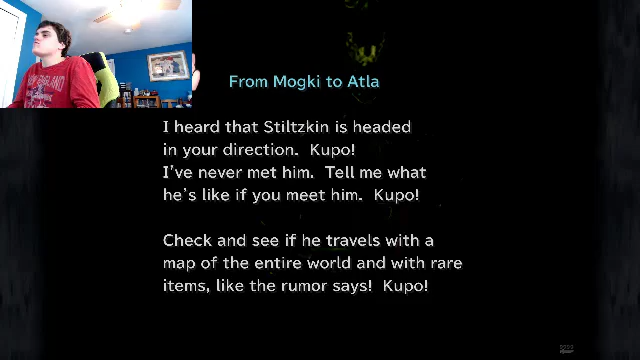 From Mogki to Atla
I heard that Stiltzkin is headed
in your direction. Kupo!
I've never met him. Tell me what
he's like if you meet him. Kupo!
Check and see if he travels with a
map of the entire world and with rare
items, like the rumor says! Kupo!